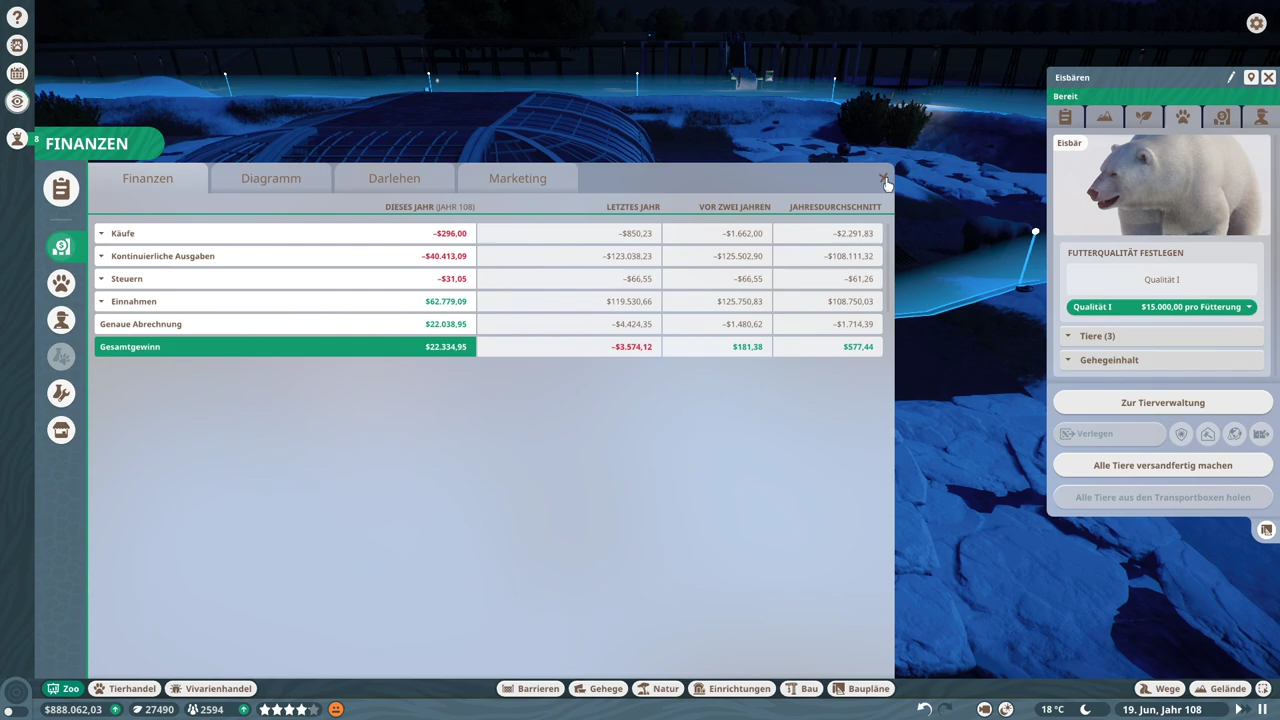 8
FINANZEN
Finanzen Diagramm Darlehen Marketing
DIESES JAHR (JAHR 108) LETZTES JAHR VOR ZWEI JAHREN JAHRESDURCHSCHNITT
Käufe –$296,00 –$850,23 –$1.662,00 –$2.291,83
Kontinuierliche Ausgaben –$40.413,09 –$123.038,23 –$125.502,90 –$108.111,32
Steuern –$31,05 –$66,55 –$66,55 –$61,26
Einnahmen $62.779,09 $119.530,66 $125.750,83 $108.750,03
Genaue Abrechnung $22.038,95 –$4.424,35 –$1.480,62 –$1.714,39
Gesamtgewinn $22.334,95 –$3.574,12 $181,38 $577,44
Eisbären
Bereit
Eisbär
FUTTERQUALITÄT FESTLEGEN
Qualität I
Qualität I $15.000,00 pro Fütterung
Tiere (3)
Gehegeinhalt
Zur Tierverwaltung
Verlegen
Alle Tiere versandfertig machen
Alle Tiere aus den Transportboxen holen
Zoo Tierhandel Vivarienhandel Barrieren Gehege Natur Einrichtungen Bau Baupläne Wege Gelände
$888.062,03 27490 2594 18 °C 19. Jun, Jahr 108